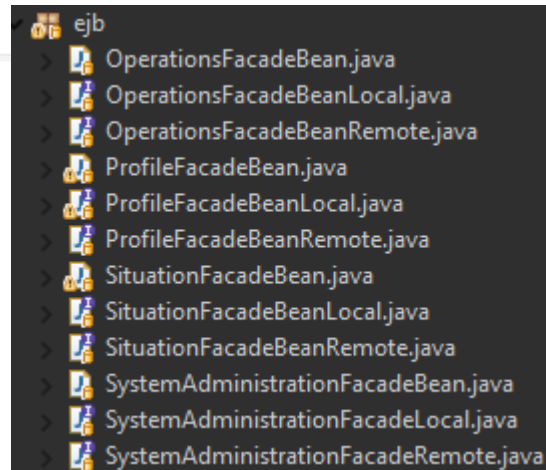 ejb
OperationsFacadeBean.java
OperationsFacadeBeanLocal.java
OperationsFacadeBeanRemote.java
ProfileFacadeBean.java
ProfileFacadeBeanLocal.java
ProfileFacadeBeanRemote.java
SituationFacadeBean.java
SituationFacadeBeanLocal.java
SituationFacadeBeanRemote.java
SystemAdministrationFacadeBean.java
SystemAdministrationFacadeLocal.java
SystemAdministrationFacadeRemote.java